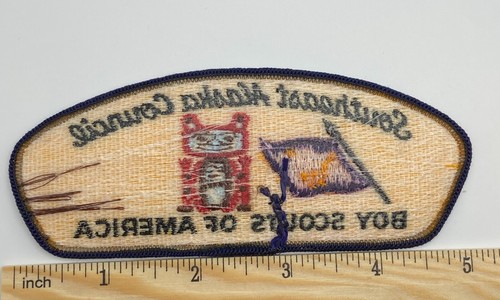 Southeast Alaska Council
BOY SCOUTS OF AMERICA
inch 1 2 3 4 5